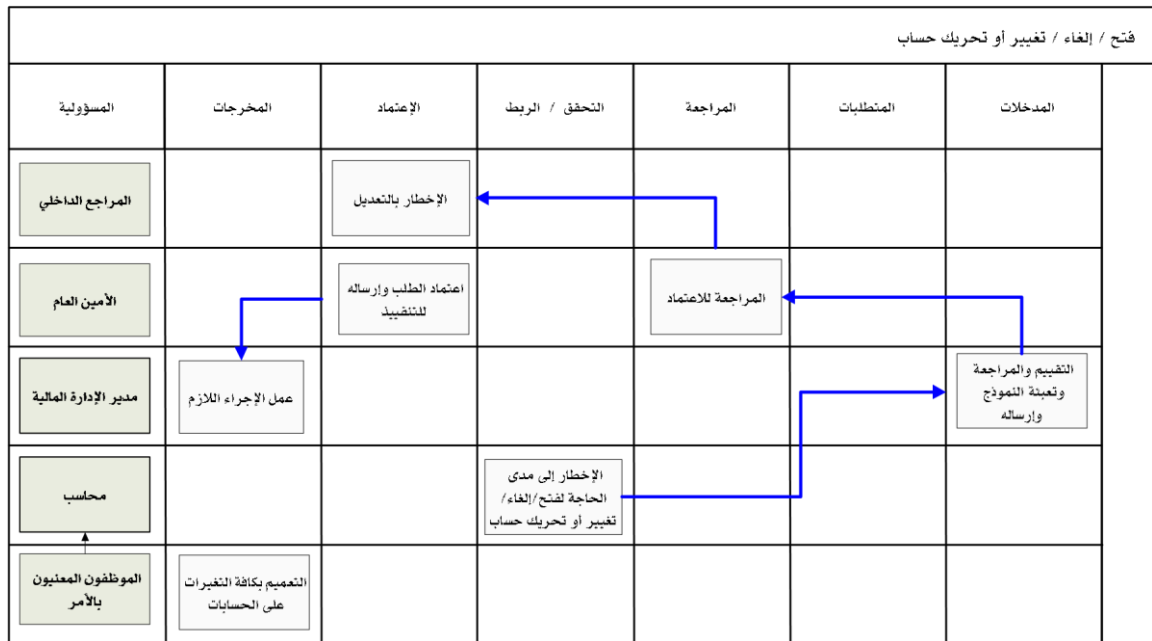 فتح / إلغاء / تغيير أو تحريك حساب
المدخلات
المتطلبات
المراجعة
التحقق / الربط
الإعتماد
المخرجات
المسؤولية
الإخطار بالتعديل
المراجع الداخلي
المراجعة للاعتماد
اعتماد الطلب وإرساله
للتنفييذ
الأمين العام
التقييم والمراجعة
وتعبئة النموذج
وإرساله
عمل الإجراء اللازم
مدير الإدارة المالية
الإخطار إلى مدى
الحاجة لفتح/إلغاء/
تغيير أو تحريك حساب
محاسب
التعميم بكافة التغيرات
على الحسابات
الموظفون المعنيون
بالأمر